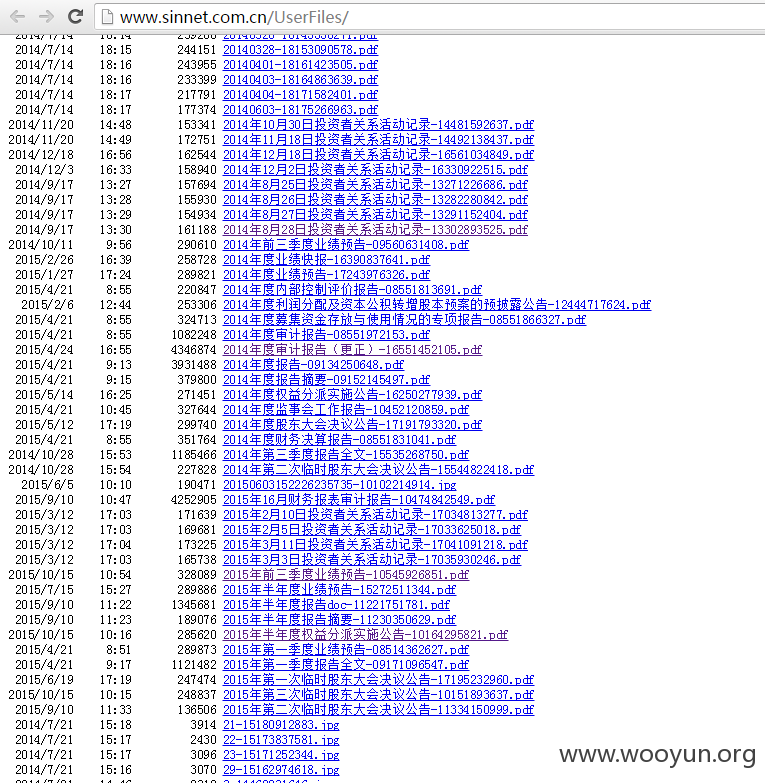 www.sinnet.com.cn/UserFiles/
2014/7/14 18:15 244151 20140328-18153090578.pdf
2014/7/14 18:16 243955 20140401-18161423505.pdf
2014/7/14 18:16 233399 20140403-18164863639.pdf
2014/7/14 18:17 217791 20140404-18171582401.pdf
2014/7/14 18:17 177374 20140603-18175266963.pdf
2014/11/20 14:48 153341 2014年10月30日投资者关系活动记录-14481592637.pdf
2014/11/20 14:49 172751 2014年11月18日投资者关系活动记录-14492138437.pdf
2014/12/18 16:56 162544 2014年12月18日投资者关系活动记录-16561034849.pdf
2014/12/3 16:33 158940 2014年12月2日投资者关系活动记录-16330922515.pdf
2014/9/17 13:27 157694 2014年8月25日投资者关系活动记录-13271226686.pdf
2014/9/17 13:28 155930 2014年8月26日投资者关系活动记录-13282280842.pdf
2014/9/17 13:29 154934 2014年8月27日投资者关系活动记录-13291152404.pdf
2014/9/17 13:30 161188 2014年8月28日投资者关系活动记录-13302893525.pdf
2014/10/11 9:56 290610 2014年前三季度业绩预告-09560631408.pdf
2015/2/26 16:39 258728 2014年度业绩快报-16390837641.pdf
2015/1/27 17:24 289821 2014年度业绩预告-17243976326.pdf
2015/4/21 8:55 220847 2014年度内部控制评价报告-08551813691.pdf
2015/2/6 12:44 253306 2014年度利润分配及资本公积转增股本预案的预披露公告-12444717624.pdf
2015/4/21 8:55 324713 2014年度募集资金存放与使用情况的专项报告-08551866327.pdf
2015/4/21 8:55 1082248 2014年度审计报告-08551972153.pdf
2015/4/24 16:55 4346874 2014年度审计报告（更正）-16551452105.pdf
2015/4/21 9:13 3931488 2014年度报告-09134250648.pdf
2015/4/21 9:15 379800 2014年度报告摘要-09152145497.pdf
2015/5/14 16:25 271451 2014年度权益分派实施公告-16250277939.pdf
2015/4/21 10:45 327644 2014年度监事会工作报告-10452120859.pdf
2015/5/12 17:19 299740 2014年度股东大会决议公告-17191793320.pdf
2015/4/21 8:55 351764 2014年度财务决算报告-08551831041.pdf
2014/10/28 15:53 1185466 2014年第三季度报告全文-15535268750.pdf
2014/10/28 15:54 227828 2014年第二次临时股东大会决议公告-15544822418.pdf
2015/6/5 10:10 190471 2015060315222623​5735-10102214914.jpg
2015/9/10 10:47 4252905 2015年16月财务报表审计报告-10474842549.pdf
2015/3/12 17:03 171639 2015年2月10日投资者关系活动记录-17034813277.pdf
2015/3/12 17:03 169681 2015年2月5日投资者关系活动记录-17033625018.pdf
2015/3/12 17:04 173225 2015年3月11日投资者关系活动记录-17041091218.pdf
2015/3/12 17:03 165738 2015年3月3日投资者关系活动记录-17035930246.pdf
2015/10/15 10:54 328089 2015年前三季度业绩预告-10545926851.pdf
2015/7/15 15:27 289886 2015年半年度业绩预告-15272511344.pdf
2015/9/10 11:22 1345681 2015年半年度报告doc-11221751781.pdf
2015/9/10 11:23 189076 2015年半年度报告摘要-11230350629.pdf
2015/10/15 10:16 285620 2015年半年度权益分派实施公告-10164295821.pdf
2015/4/21 8:51 289873 2015年第一季度业绩预告-08514362627.pdf
2015/4/21 9:17 1121482 2015年第一季度报告全文-09171096547.pdf
2015/6/19 17:19 247474 2015年第一次临时股东大会决议公告-17195232960.pdf
2015/10/15 10:15 248837 2015年第三次临时股东大会决议公告-10151893637.pdf
2015/9/10 11:33 136506 2015年第二次临时股东大会决议公告-11334150999.pdf
2014/7/21 15:18 3914 21-15180912883.jpg
2014/7/21 15:17 2430 22-15173837581.jpg
2014/7/21 15:17 3096 23-15171252344.jpg
2014/7/21 15:16 3070 29-15162974618.jpg
www.wooyun.org